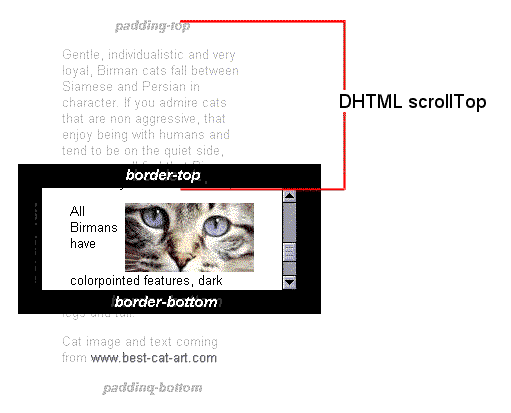 padding-top
Gentle, individualistic and very
loyal, Birman cats fall between
Siamese and Persian in
character. If you admire cats
that are non aggressive, that
enjoy being with humans and
tend to be on the quiet side,
DHTML scrollTop
border-top
All
Birmans
have
colorpointed features, dark
border-bottom
Cat image and text coming
from www.best-cat-art.com
padding-bottom